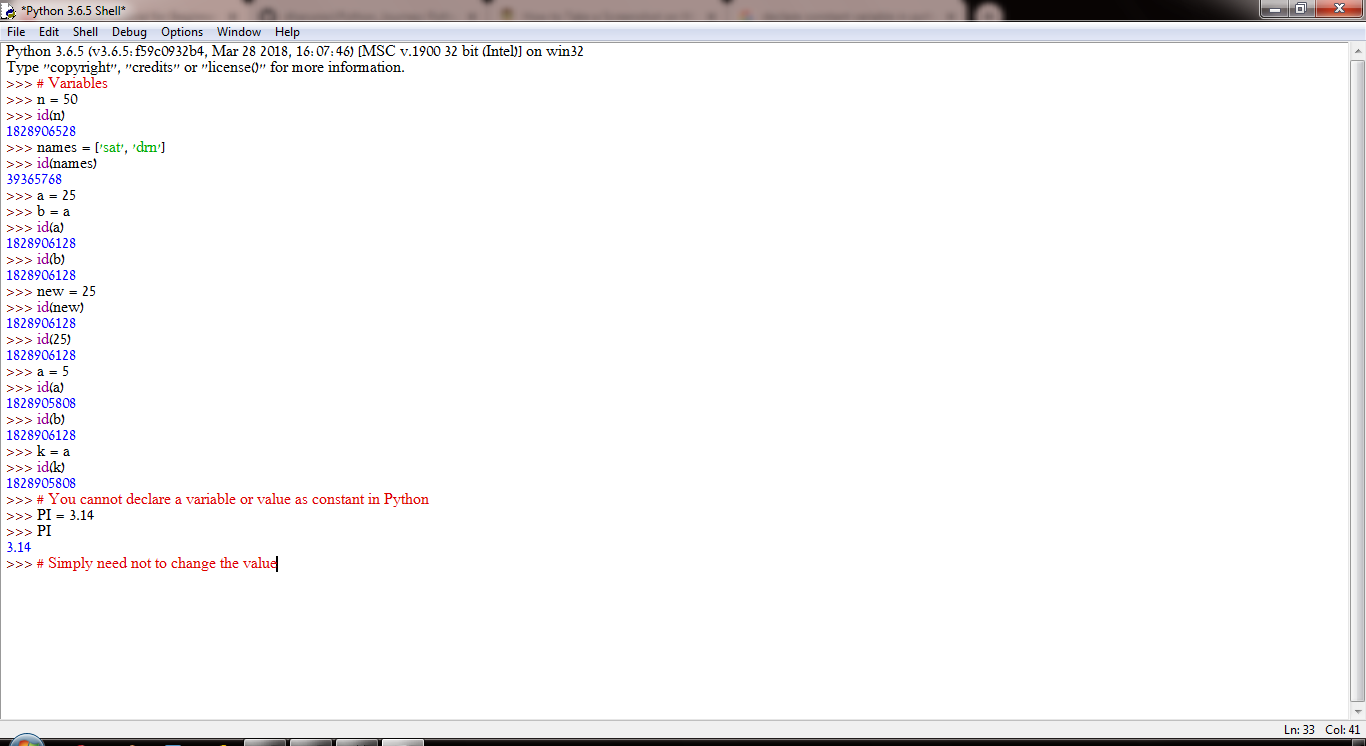 *Python 3.6.5 Shell*
File Edit Shell Debug Options Window Help
Python 3.6.5 (v3.6.5:f59c0932b4, Mar 28 2018, 16:07:46) [MSC v.1900 32 bit (Intel)] on win32
Type "copyright", "credits" or "license()" for more information.
>>> # Variables
>>> n = 50
>>> id(n)
1828906528
>>> names = ['sat', 'drn']
>>> id(names)
39365768
>>> a = 25
>>> b = a
>>> id(a)
1828906128
>>> id(b)
1828906128
>>> new = 25
>>> id(new)
1828906128
>>> id(25)
1828906128
>>> a = 5
>>> id(a)
1828905808
>>> id(b)
1828906128
>>> k = a
>>> id(k)
1828905808
>>> # You cannot declare a variable or value as constant in Python
>>> PI = 3.14
>>> PI
3.14
>>> # Simply need not to change the value
Ln: 33 Col: 41